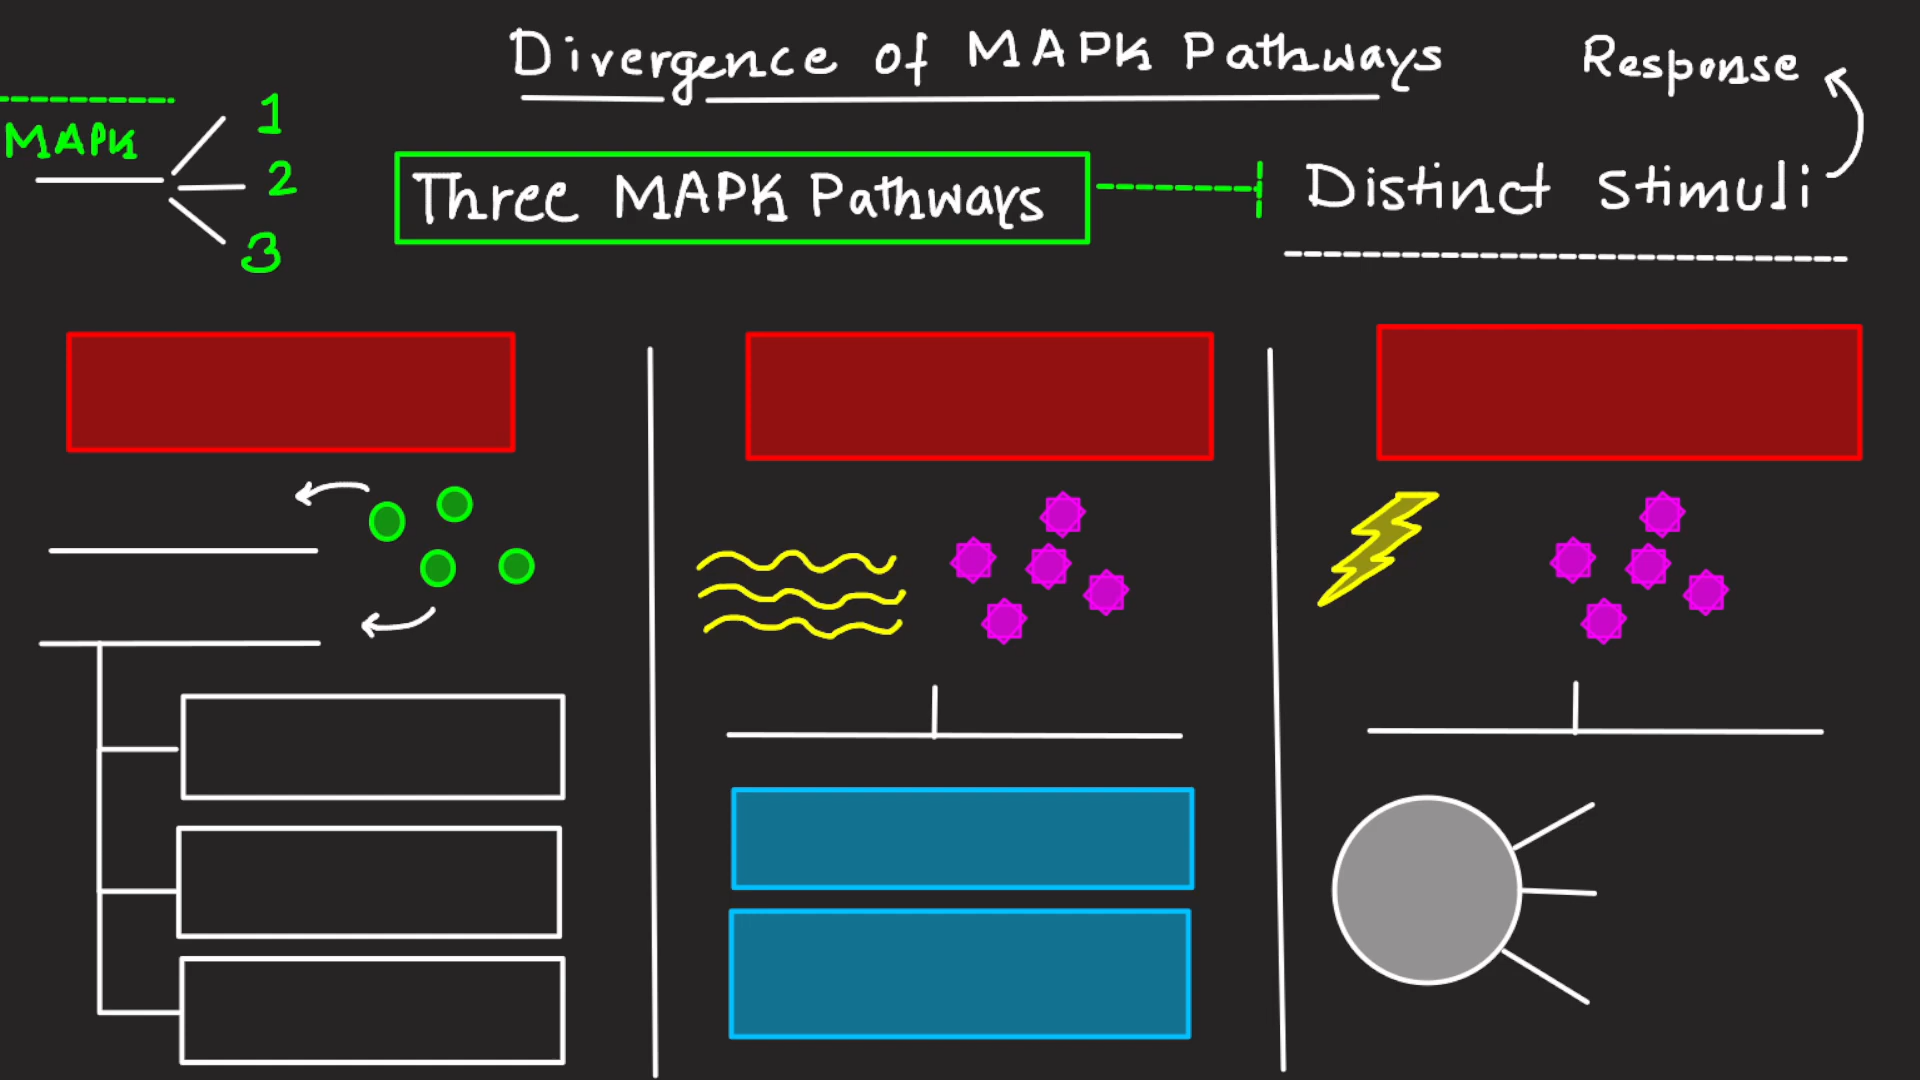 Divergence of MAPK Pathways
Response
MAPK
1
2
3
Three MAPK Pathways
Distinct Stimuli